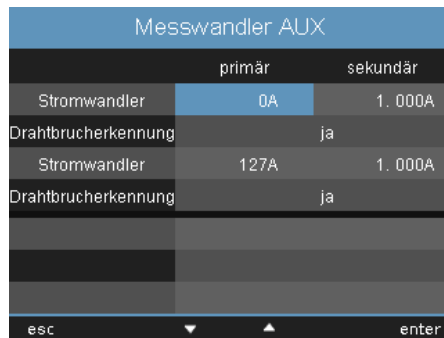 Messwandler AUX
primär sekundär
Stromwandler 0A 1. 000A
Drahtbrucherkennung ja
Stromwandler 127A 1. 000A
Drahtbrucherkennung ja
esc ▼ ▲ enter